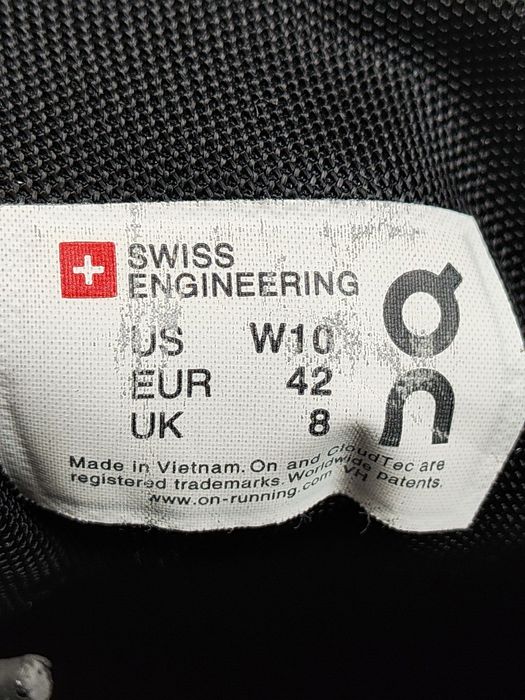 SWISS
ENGINEERING
US W10
EUR 42
UK 8
On
Made in Vietnam. On and CloudTec are
registered trademarks. Worldwide patents.
www.on-running.com VH